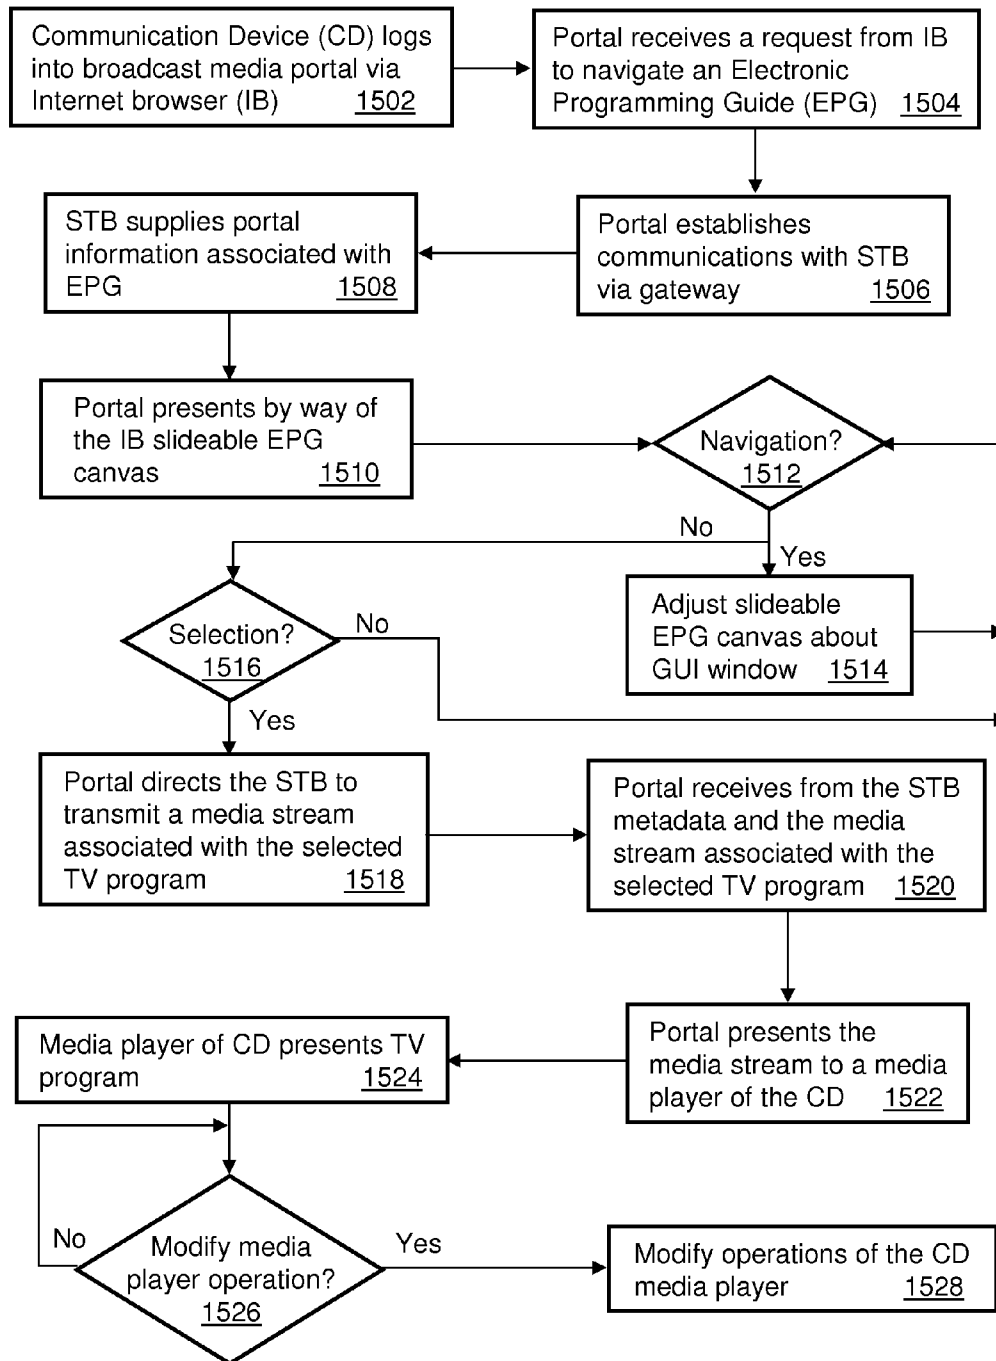 Communication Device (CD) logs
into broadcast media portal via
Internet browser (IB) 1502
Portal receives a request from IB
to navigate an Electronic
Programming Guide (EPG) 1504
Portal establishes
communications with STB
via gateway 1506
STB supplies portal
information associated with
EPG 1508
Portal presents by way of
the IB slideable EPG
canvas 1510
Navigation?
1512
No
Yes
Adjust slideable
EPG canvas about
GUI window 1514
Selection?
1516
No
Yes
Portal directs the STB to
transmit a media stream
associated with the selected
TV program 1518
Portal receives from the STB
metadata and the media
stream associated with the
selected TV program 1520
Portal presents the
media stream to a media
player of the CD 1522
Media player of CD presents TV
program 1524
No
Modify media
player operation?
1526
Yes
Modify operations of the CD
media player 1528